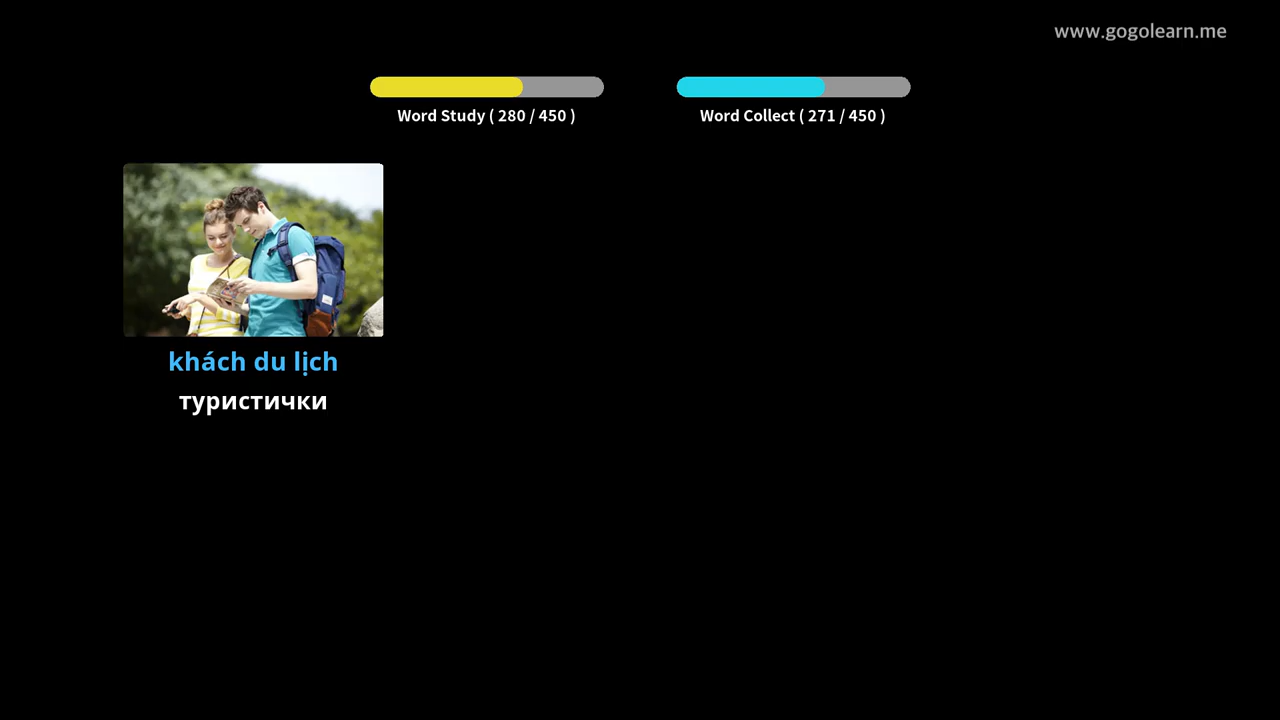 www.gogolearn.me
Word Study ( 280 / 450 )
Word Collect ( 271 / 450 )
khách du lịch
туристички